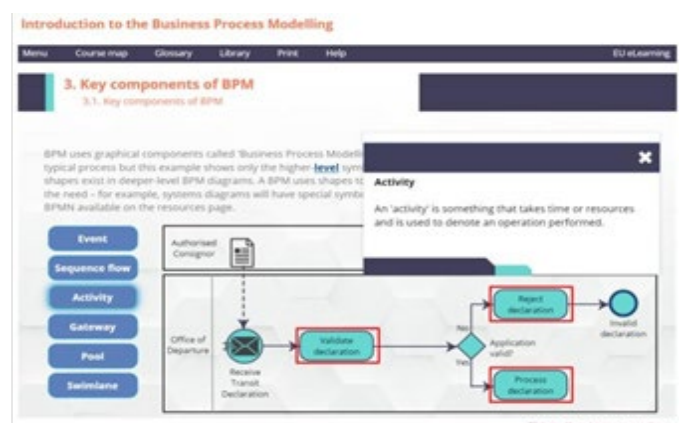 Introduction to the Business Process Modelling
Menu Course map Glossary Library Print Help EU eLearning
3. Key components of BPM
3.1. Key components of BPM
BPM uses graphical components called 'Business Process Modelli
typical process but this example shows only the higher-level sym
shapes exist in deeper-level BPM diagrams. A BPM uses shapes to
the need – for example, systems diagrams will have special symbo
BPMN available on the resources page.
Activity
An 'activity' is something that takes time or resources
and is used to denote an operation performed.
Event
Sequence flow
Activity
Gateway
Pool
Swimlane
Authorised
Consignor
Office of
Departure
Receive
Transit
Declaration
Validate
declaration
No
Yes
Application
valid?
Reject
declaration
Process
declaration
Invalid
declaration